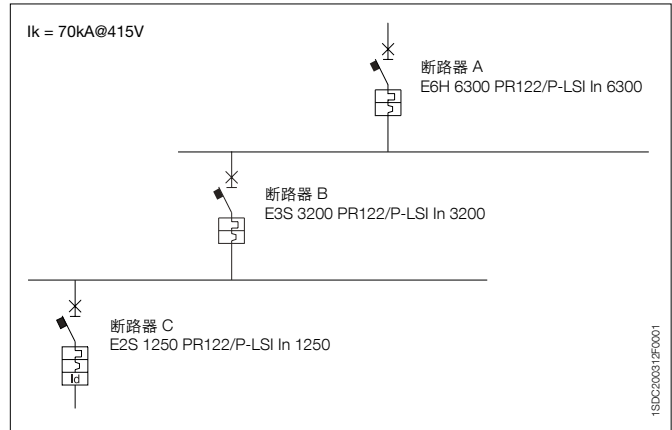 Ik = 70kA@415V
断路器 A
E6H 6300 PR122/P-LSI In 6300
断路器 B
E3S 3200 PR122/P-LSI In 3200
断路器 C
E2S 1250 PR122/P-LSI In 1250
Id
1SDC200312F0001